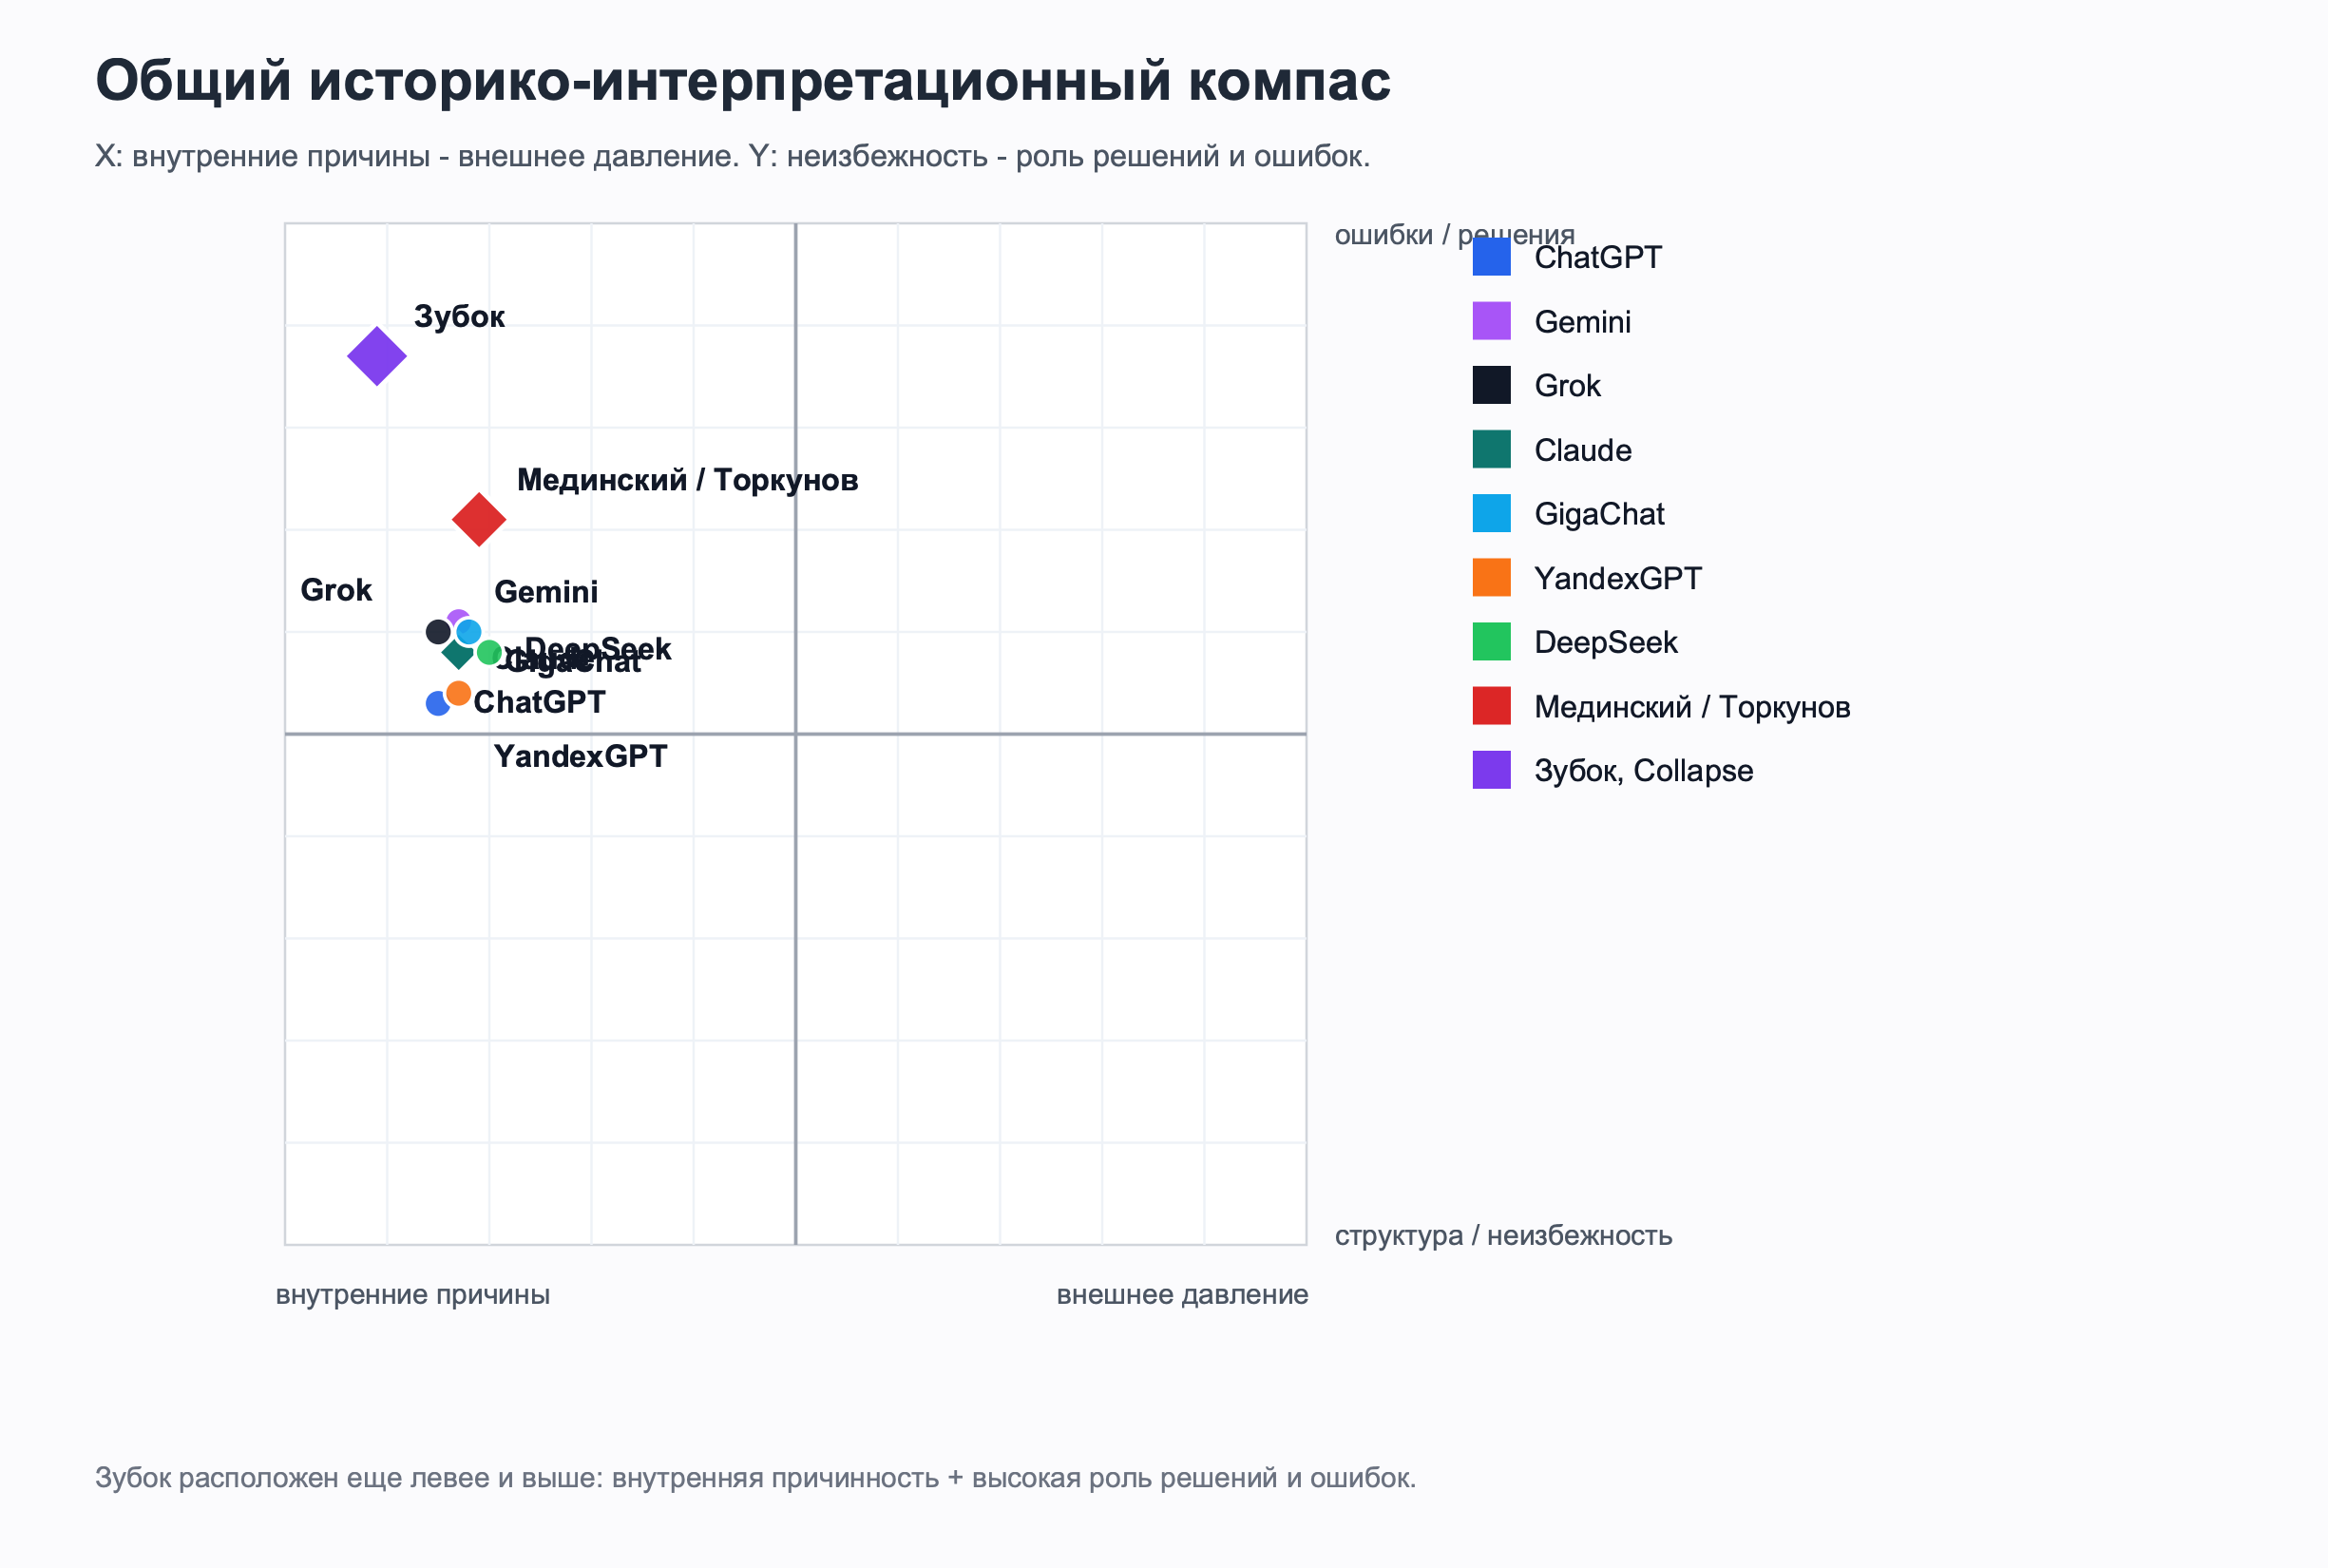 Общий историко-интерпретационный компас
X: внутренние причины - внешнее давление. Y: неизбежность - роль решений и ошибок.
ошибки / решения
ChatGPT
Gemini
Grok
Claude
GigaChat
YandexGPT
DeepSeek
Мединский / Торкунов
Зубок, Collapse
Зубок
Мединский / Торкунов
Grok
Gemini
DeepSeek
GigaChat
ChatGPT
YandexGPT
структура / неизбежность
внутренние причины
внешнее давление
Зубок расположен еще левее и выше: внутренняя причинность + высокая роль решений и ошибок.